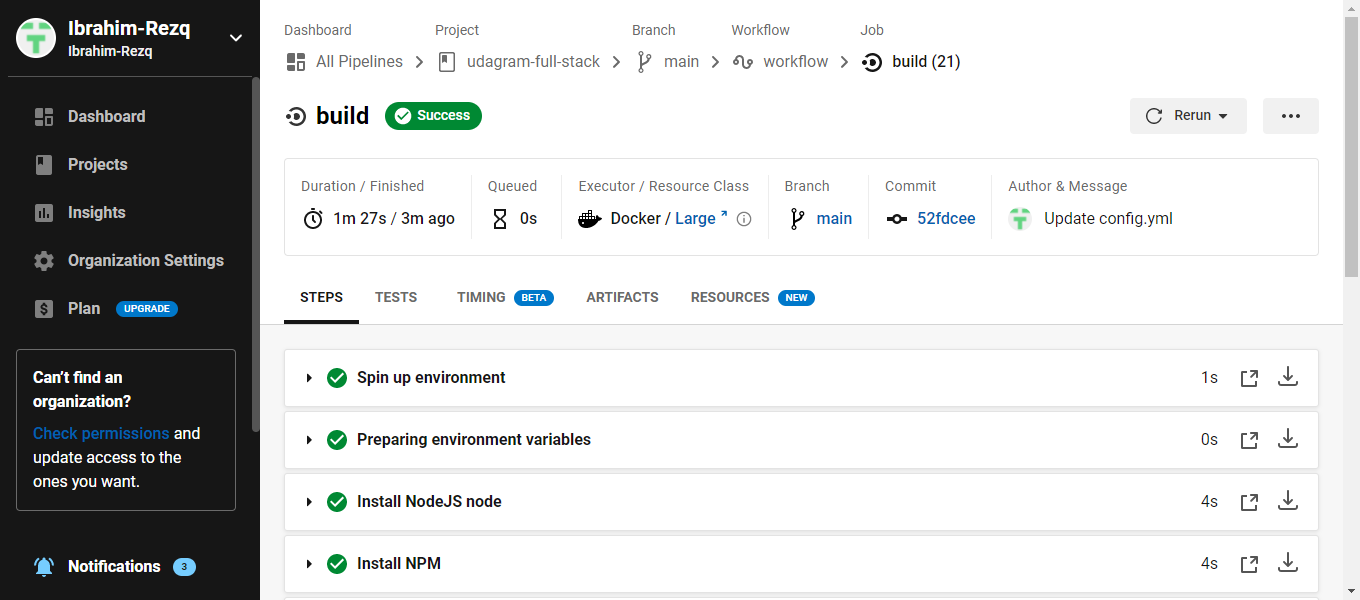 Ibrahim-Rezq
Ibrahim-Rezq
Dashboard
Projects
Insights
Organization Settings
Plan UPGRADE
Can't find an
organization?
Check permissions and
update access to the
ones you want.
Notifications 3
Dashboard Project Branch Workflow Job
All Pipelines udagram-full-stack main workflow build (21)
build Success Rerun
Duration / Finished Queued Executor / Resource Class Branch Commit Author & Message
1m 27s / 3m ago 0s Docker / Large main 52fdcee Update config.yml
STEPS TESTS TIMING BETA ARTIFACTS RESOURCES NEW
Spin up environment 1s
Preparing environment variables 0s
Install NodeJS node 4s
Install NPM 4s